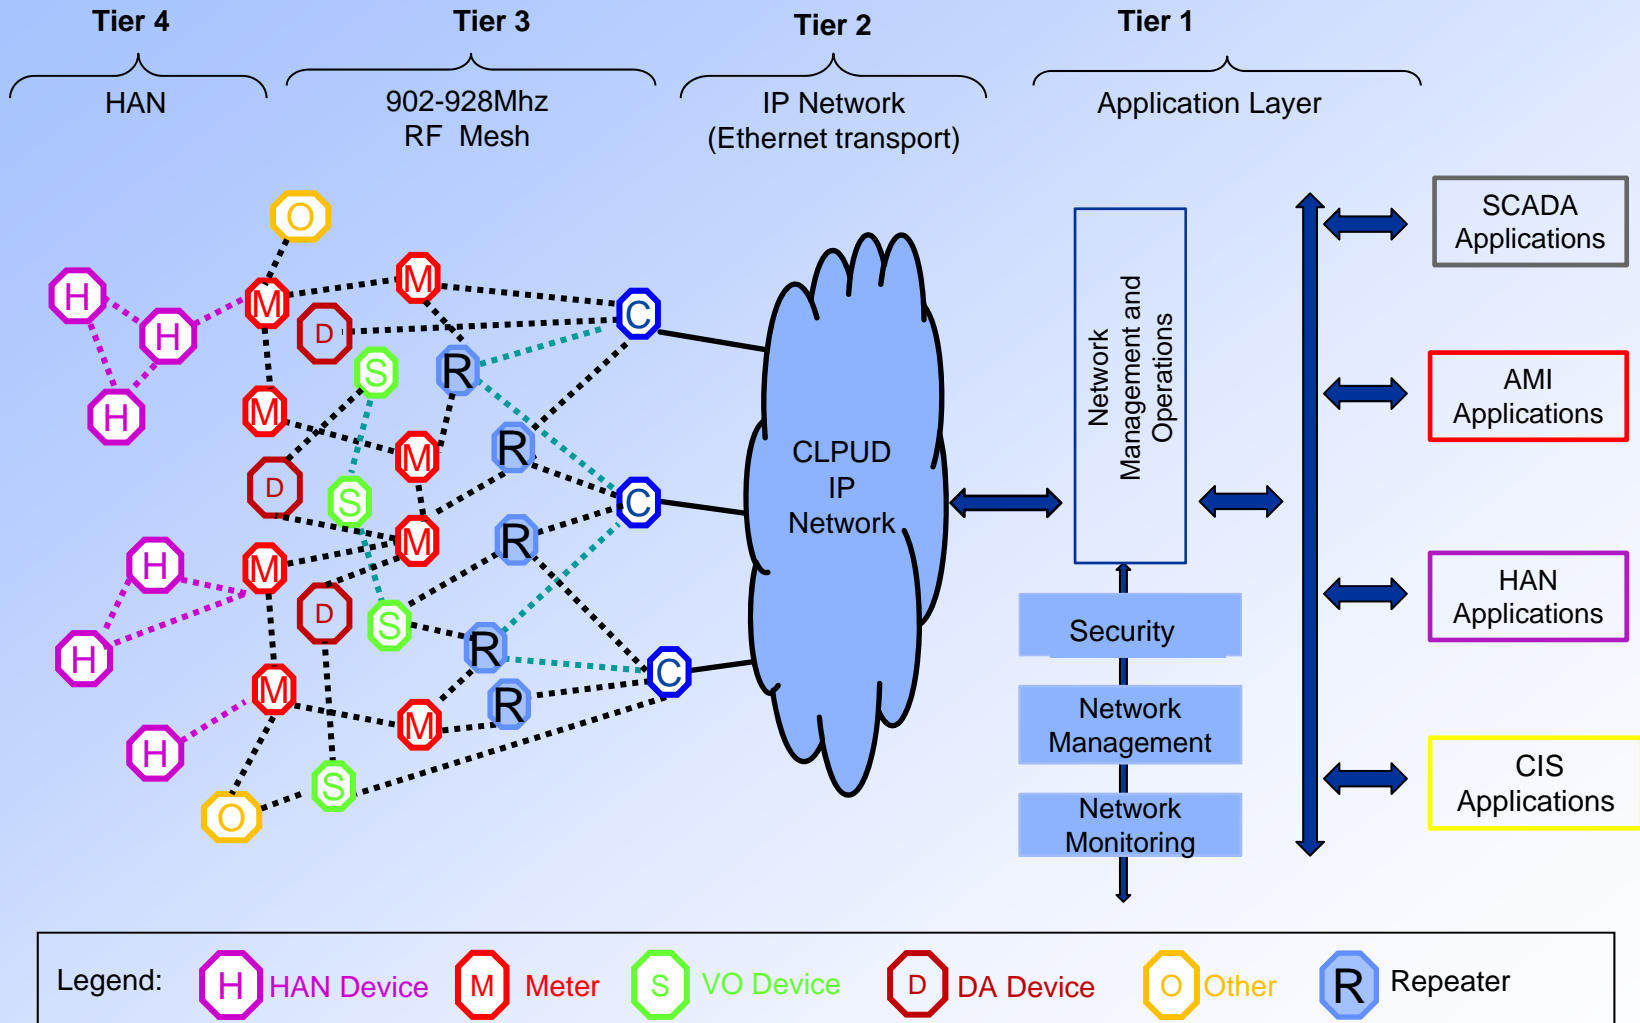 Tier 4
Tier 3
Tier 2
Tier 1
HAN
902-928Mhz
RF Mesh
IP Network
(Ethernet transport)
Application Layer
O
H
M
M
H
D
C
S
R
H
M
M
R
D
S
C
M
R
H
M
D
S
R
H
M
C
R
M
H
S
O
CLPUD
IP
Network
Network
Management and
Operations
Security
Network
Management
Network
Monitoring
SCADA
Applications
AMI
Applications
HAN
Applications
CIS
Applications
Legend:
H HAN Device
M Meter
S VO Device
D DA Device
O Other
R Repeater